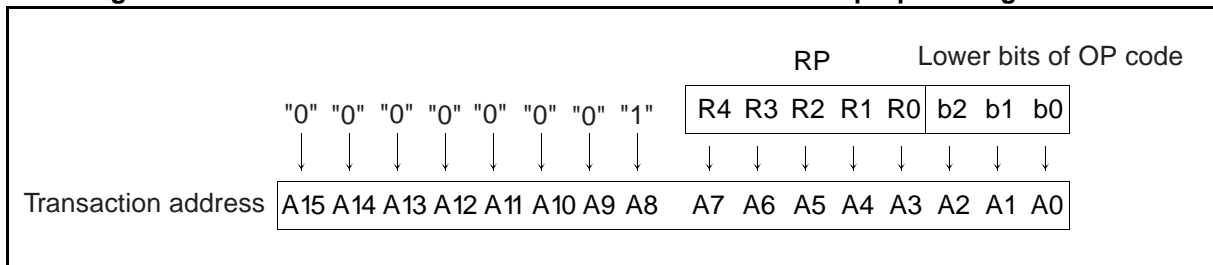 RP Lower bits of OP code
"0" "0" "0" "0" "0" "0" "0" "1" R4 R3 R2 R1 R0 b2 b1 b0
Transaction address A15 A14 A13 A12 A11 A10 A9 A8 A7 A6 A5 A4 A3 A2 A1 A0